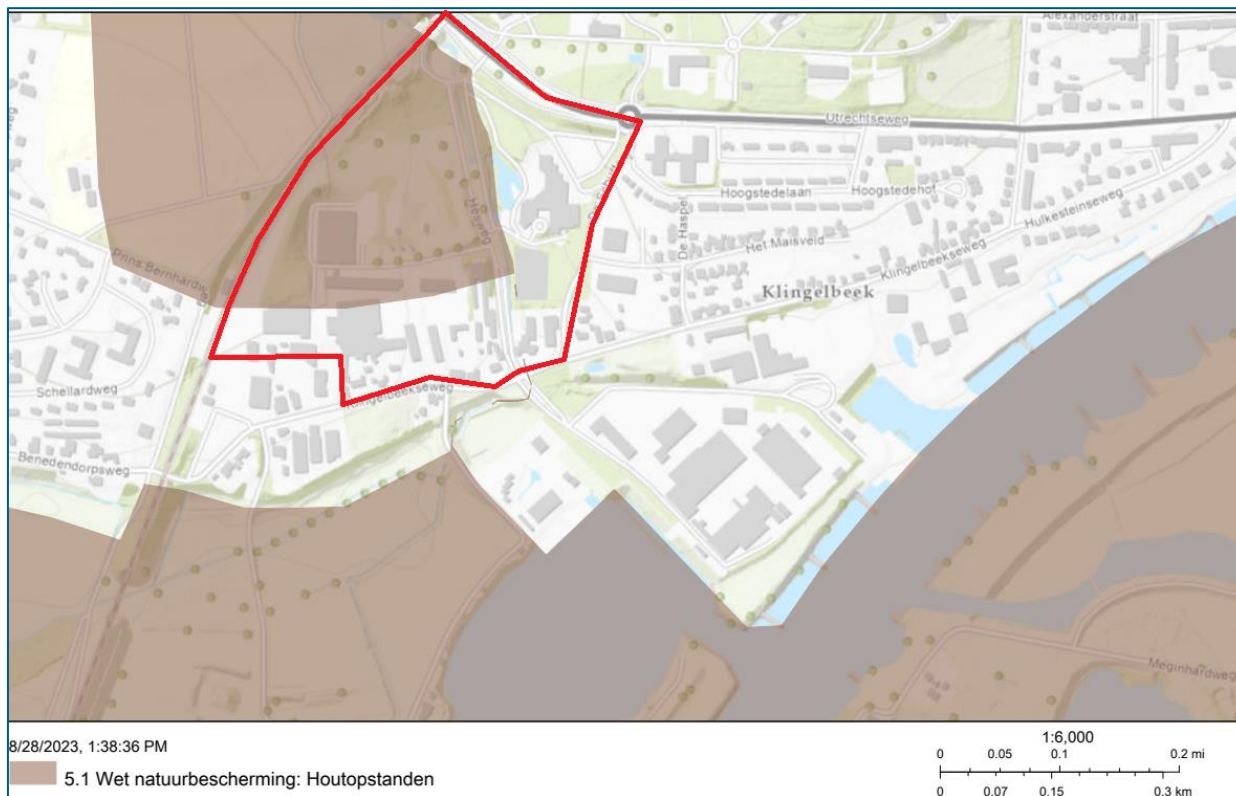 Alexanderstraat
Utrechtseweg
Hoogstedelaan
Hoogstedehof
Hulkesteinseweg
De Haspel
Het Maisveld
Klingelbeekseweg
Klingelbeek
Hesweg
Prins Bernhardw
Schellardweg
Klingelbeekseweg
Benedendorpsweg
Meginhardweg
8/28/2023, 1:38:36 PM
5.1 Wet natuurbescherming: Houtopstanden
1:6,000
0 0.05 0.1 0.2 mi
0 0.07 0.15 0.3 km